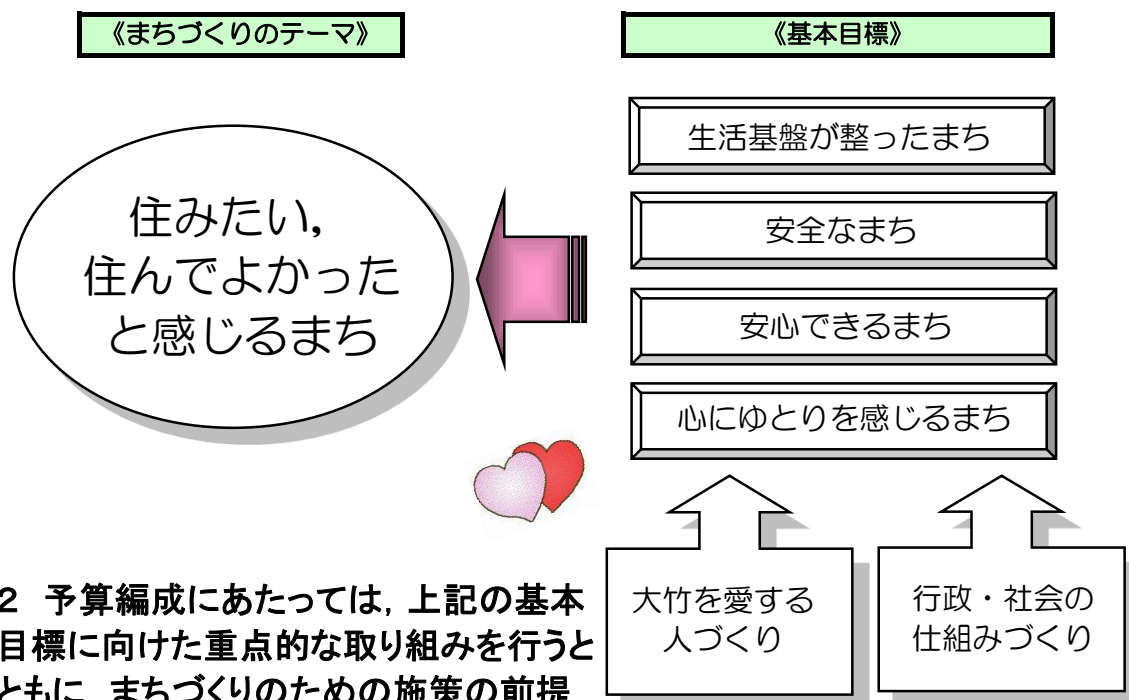 《まちづくりのテーマ》
《基本目標》
住みたい,
住んでよかった
と感じるまち
生活基盤が整ったまち
安全なまち
安心できるまち
心にゆとりを感じるまち
大竹を愛する
人づくり
行政・社会の
仕組みづくり
2 予算編成にあたっては, 上記の基本
目標に向けた重点的な取り組みを行うと
ともに, まちづくりのための施策の前提